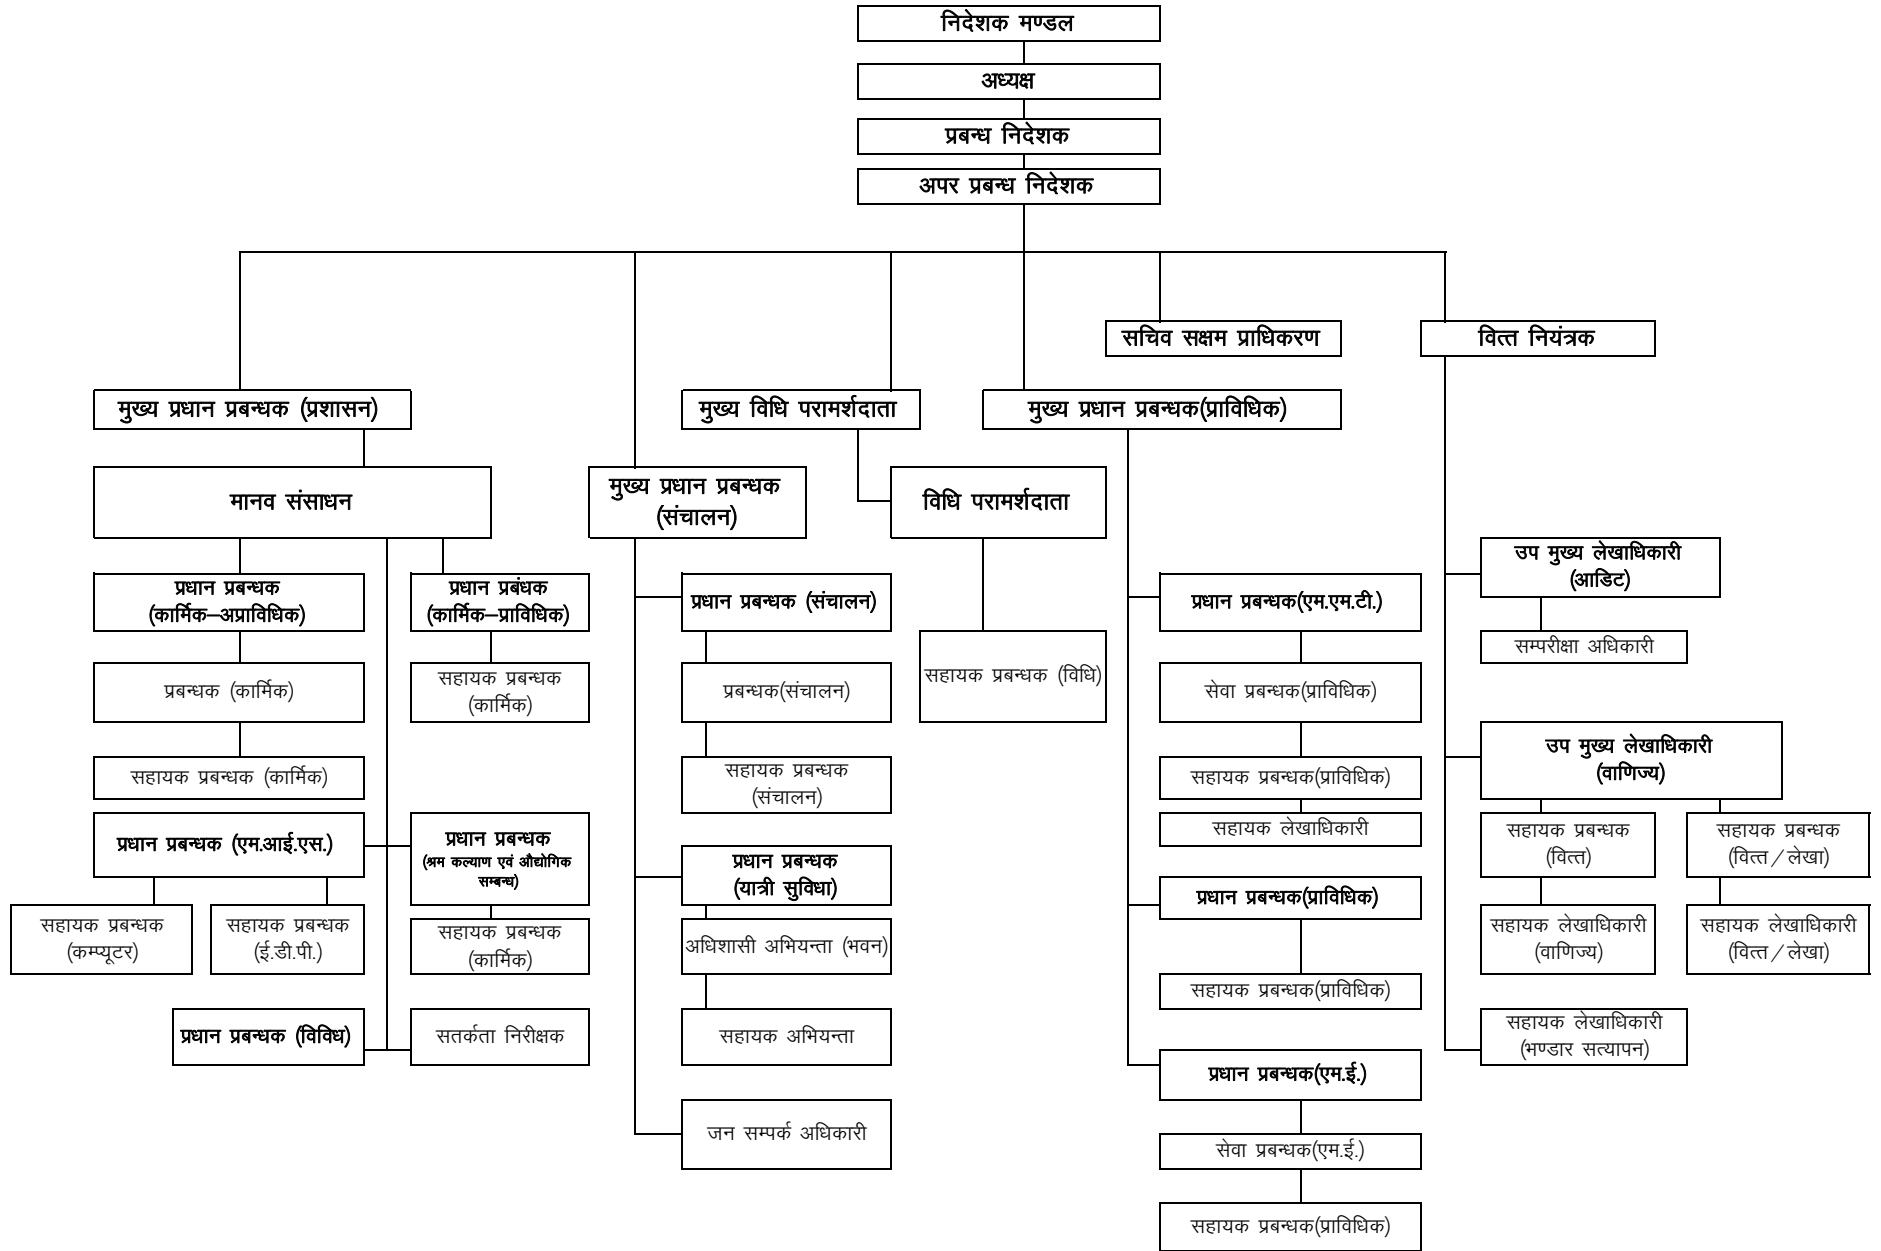 निदेशक मण्डल
अध्यक्ष
प्रबन्ध निदेशक
अपर प्रबन्ध निदेशक
सचिव सक्षम प्राधिकरण
वित्त नियंत्रक
मुख्य प्रधान प्रबन्धक (प्रशासन)
मुख्य विधि परामर्शदाता
मुख्य प्रधान प्रबन्धक(प्राविधिक)
मानव संसाधन
मुख्य प्रधान प्रबन्धक
(संचालन)
विधि परामर्शदाता
उप मुख्य लेखाधिकारी
(आडिट)
प्रधान प्रबन्धक
(कार्मिक–अप्राविधिक)
प्रधान प्रबंधक
(कार्मिक–प्राविधिक)
प्रधान प्रबन्धक (संचालन)
प्रधान प्रबन्धक(एम.एम.टी.)
सम्परीक्षा अधिकारी
प्रबन्धक (कार्मिक)
सहायक प्रबन्धक
(कार्मिक)
प्रबन्धक(संचालन)
सहायक प्रबन्धक (विधि)
सेवा प्रबन्धक(प्राविधिक)
उप मुख्य लेखाधिकारी
(वाणिज्य)
सहायक प्रबन्धक (कार्मिक)
सहायक प्रबन्धक
(संचालन)
सहायक प्रबन्धक(प्राविधिक)
सहायक लेखाधिकारी
सहायक प्रबन्धक
(वित्त)
सहायक प्रबन्धक
(वित्त/लेखा)
प्रधान प्रबन्धक (एम.आई.एस.)
प्रधान प्रबन्धक
(श्रम कल्याण एवं औद्योगिक
सम्बन्ध)
प्रधान प्रबन्धक
(यात्री सुविधा)
प्रधान प्रबन्धक(प्राविधिक)
सहायक प्रबन्धक
(कम्प्यूटर)
सहायक प्रबन्धक
(ई.डी.पी.)
सहायक प्रबन्धक
(कार्मिक)
अधिशासी अभियन्ता (भवन)
सहायक लेखाधिकारी
(वाणिज्य)
सहायक लेखाधिकारी
(वित्त/लेखा)
सहायक प्रबन्धक(प्राविधिक)
प्रधान प्रबन्धक (विविध)
सतर्कता निरीक्षक
सहायक अभियन्ता
सहायक लेखाधिकारी
(भण्डार सत्यापन)
प्रधान प्रबन्धक(एम.ई.)
जन सम्पर्क अधिकारी
सेवा प्रबन्धक(एम.ई.)
सहायक प्रबन्धक(प्राविधिक)